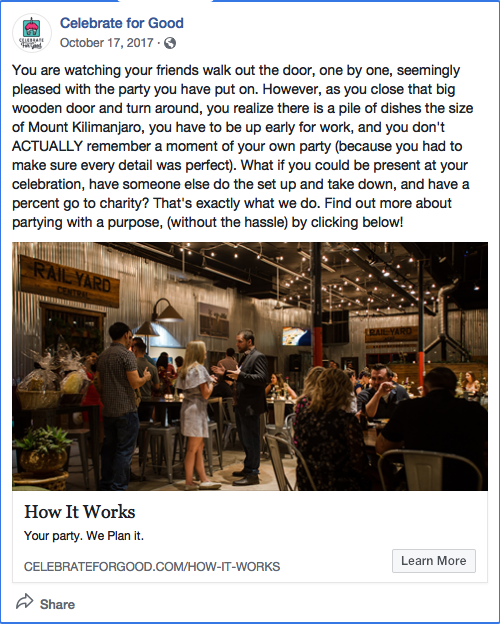 CELEBRATE
For Good
Celebrate for Good
October 17, 2017 ·
You are watching your friends walk out the door, one by one, seemingly
pleased with the party you have put on. However, as you close that big
wooden door and turn around, you realize there is a pile of dishes the size
of Mount Kilimanjaro, you have to be up early for work, and you don't
ACTUALLY remember a moment of your own party (because you had to
make sure every detail was perfect). What if you could be present at your
celebration, have someone else do the set up and take down, and have a
percent go to charity? That's exactly what we do. Find out more about
partying with a purpose, (without the hassle) by clicking below!
RAIL YARD
RAIL YARD
How It Works
Your party. We Plan it.
CELEBRATEFORGOOD.COM/HOW-IT-WORKS
Learn More
Share